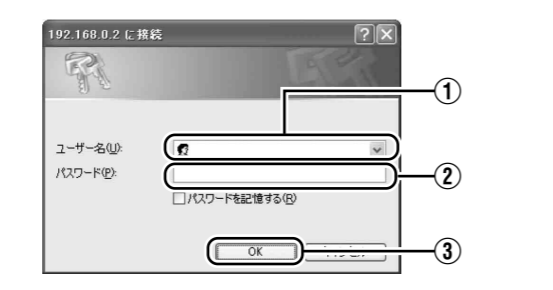 192.168.0.2 に接続
①
ユーザー名(U):
パスワード(P):
②
パスワードを記憶する(R)
OK
③